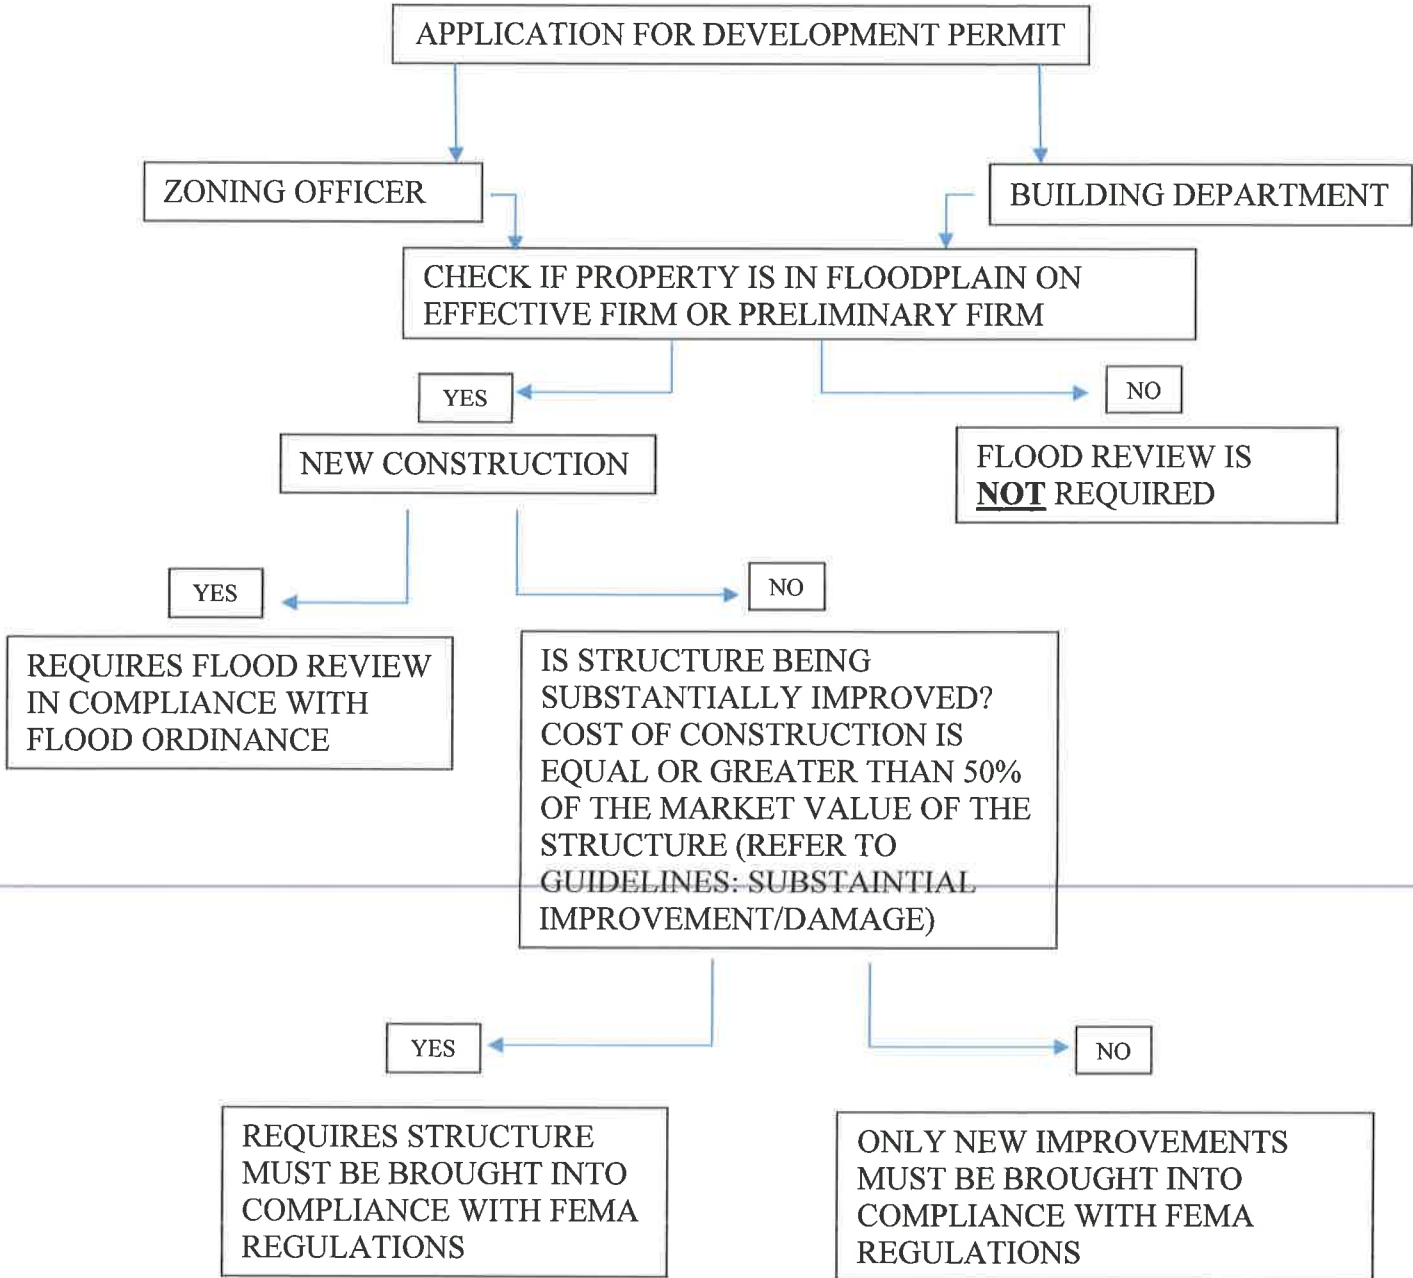 APPLICATION FOR DEVELOPMENT PERMIT
ZONING OFFICER
BUILDING DEPARTMENT
CHECK IF PROPERTY IS IN FLOODPLAIN ON
EFFECTIVE FIRM OR PRELIMINARY FIRM
YES
NO
NEW CONSTRUCTION
FLOOD REVIEW IS
NOT REQUIRED
YES
NO
REQUIRES FLOOD REVIEW
IN COMPLIANCE WITH
FLOOD ORDINANCE
IS STRUCTURE BEING
SUBSTANTIALLY IMPROVED?
COST OF CONSTRUCTION IS
EQUAL OR GREATER THAN 50%
OF THE MARKET VALUE OF THE
STRUCTURE (REFER TO
GUIDELINES: SUBSTAINTIAL
IMPROVEMENT/DAMAGE)
YES
NO
REQUIRES STRUCTURE
MUST BE BROUGHT INTO
COMPLIANCE WITH FEMA
REGULATIONS
ONLY NEW IMPROVEMENTS
MUST BE BROUGHT INTO
COMPLIANCE WITH FEMA
REGULATIONS